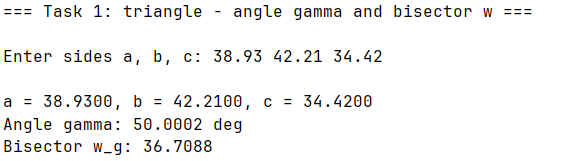 === Task 1: triangle - angle gamma and bisector w ===
Enter sides a, b, c: 38.93 42.21 34.42
a = 38.9300, b = 42.2100, c = 34.4200
Angle gamma: 50.0002 deg
Bisector w_g: 36.7088